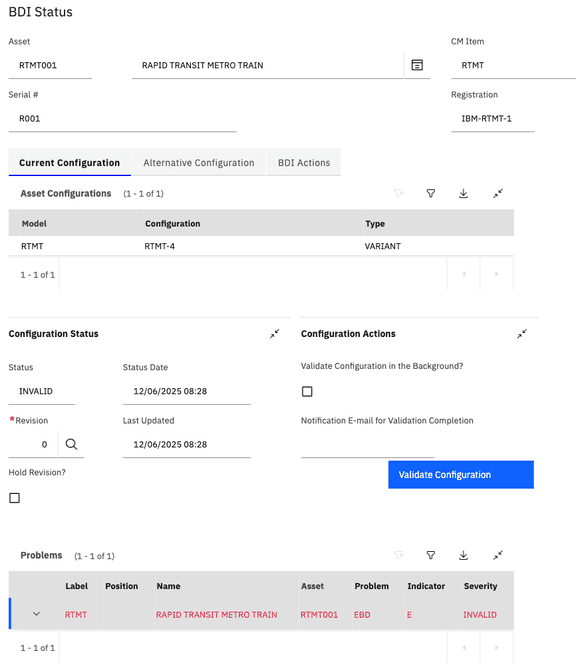 BDI Status
Asset
CM Item
RTMT001
RAPID TRANSIT METRO TRAIN
RTMT
Serial #
Registration
R001
IBM-RTMT-1
Current Configuration
Alternative Configuration
BDI Actions
Asset Configurations (1 - 1 of 1)
Model Configuration Type
RTMT RTMT-4 VARIANT
1 - 1 of 1
Configuration Status
Configuration Actions
Status
Status Date
Validate Configuration in the Background?
INVALID
12/06/2025 08:28
*Revision
Last Updated
Notification E-mail for Validation Completion
0
12/06/2025 08:28
Hold Revision?
Validate Configuration
Problems (1 - 1 of 1)
Label Position Name Asset Problem Indicator Severity
RTMT RAPID TRANSIT METRO TRAIN RTMT001 EBD E INVALID
1 - 1 of 1